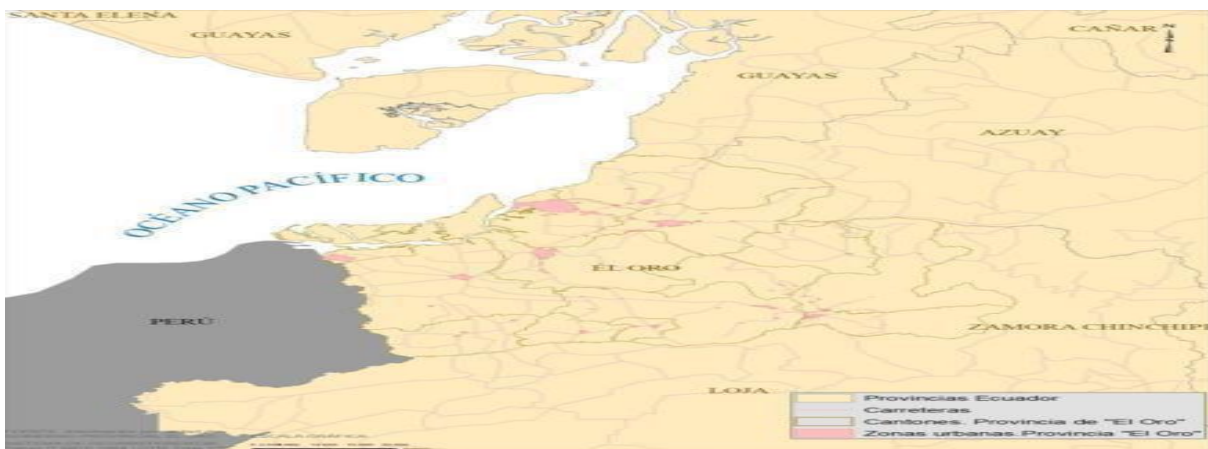 SANTA ELENA
GUAYAS
CAÑAR
GUAYAS
AZUAY
OCÉANO PACÍFICO
EL ORO
PERÚ
ZAMORA CHINCHIPE
LOJA
Provincias Ecuador
Carreteras
Cantones. Provincia de "El Oro"
Zonas urbanas.Provincia "El Oro"